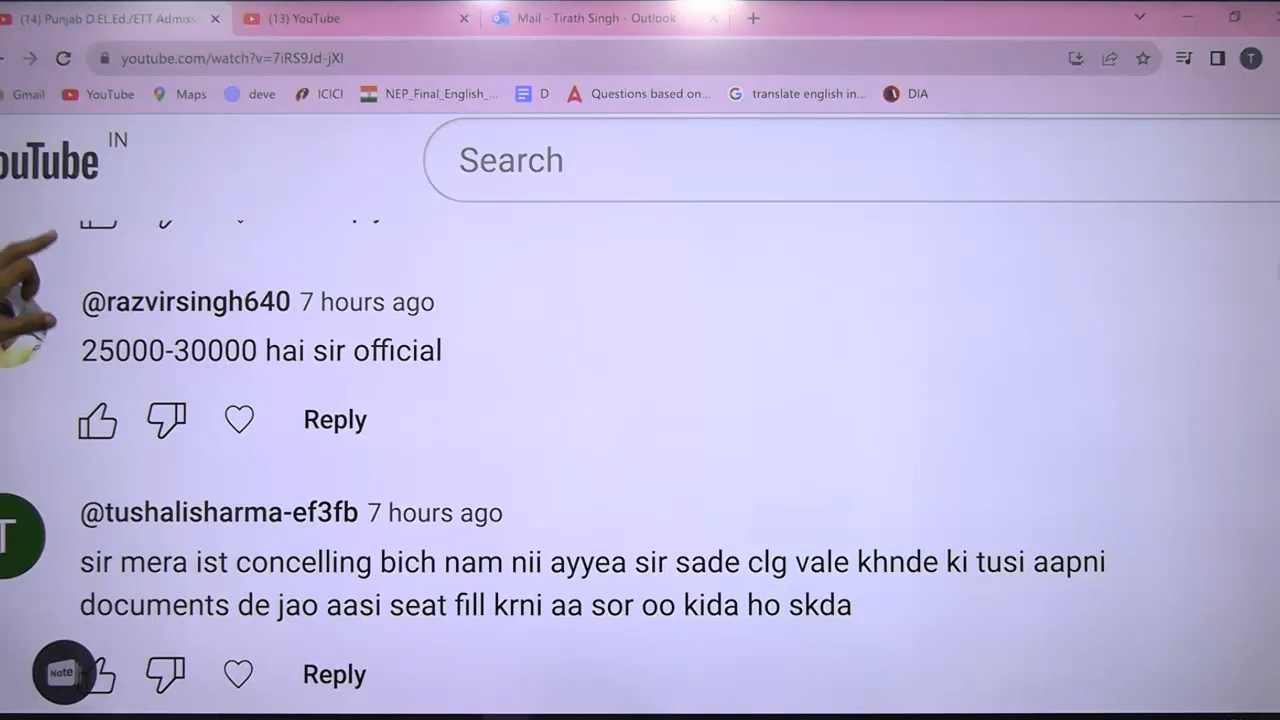 (14) Punjab D.El.Ed./ETT Admiss
(13) YouTube
Mail - Tirath Singh - Outlook
youtube.com/watch?v=7iRS9Jd-jXI
T
Gmail
YouTube
Maps
deve
ICICI
NEP_Final_English_...
D
Questions based on...
translate english in...
DIA
ouTube
IN
Search
@razvirsingh640 7 hours ago
25000-30000 hai sir official
Reply
T
@tushalisharma-ef3fb 7 hours ago
sir mera ist concelling bich nam nii ayyea sir sade clg vale khnde ki tusi aapni
documents de jao aasi seat fill krni aa sor oo kida ho skda
Note
Reply